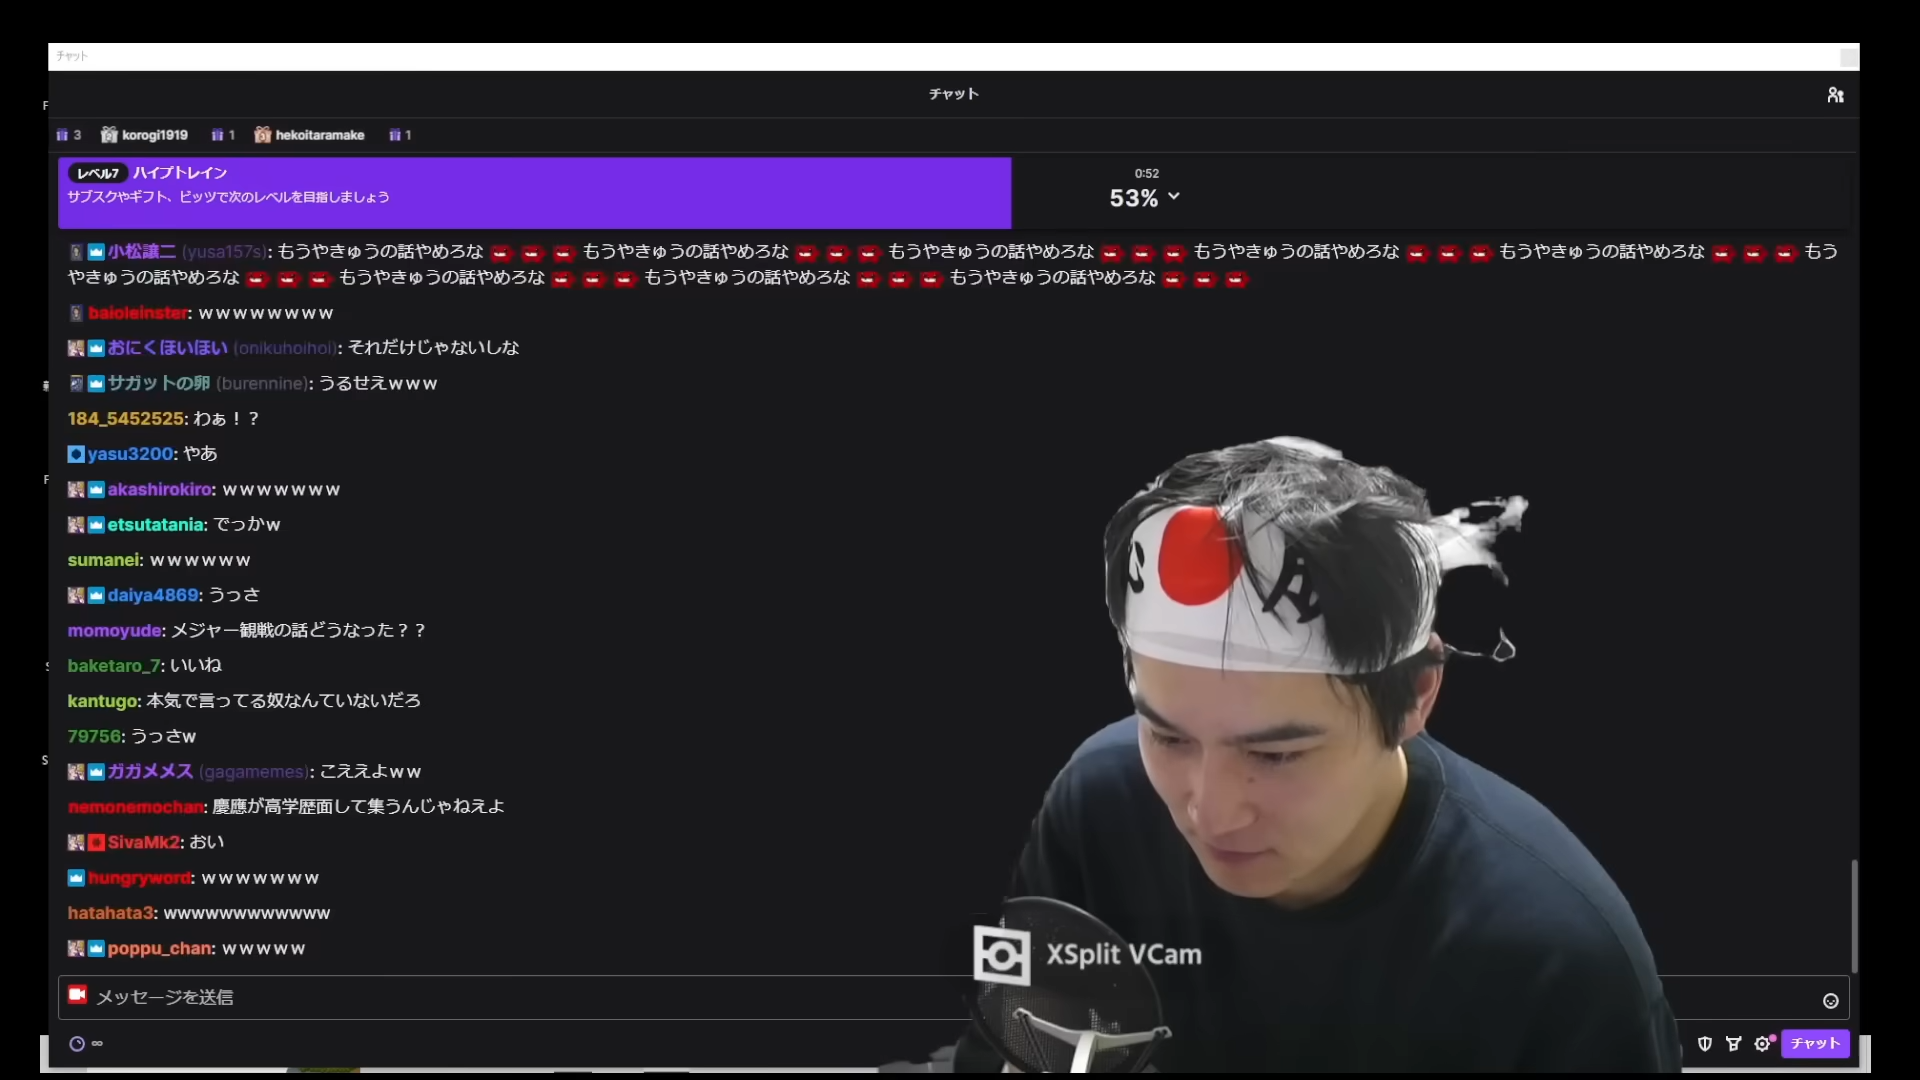 チャット
チャット
3 korogi1919 1 hekoitaramake 1
レベル7 ハイプトレイン
サブスクやギフト、ビッツで次のレベルを目指しましょう
0:52
53%
小松譲二 (yusa157s): もうやきゅうの話やめろな もうやきゅうの話やめろな もうやきゅうの話やめろな もうやきゅうの話やめろな もうやきゅうの話やめろな もう
やきゅうの話やめろな もうやきゅうの話やめろな もうやきゅうの話やめろな もうやきゅうの話やめろな
baioleinster: ｗｗｗｗｗｗｗｗ
おにくほいほい (onikuhoihoi): それだけじゃないしな
サガットの卵 (burennine): うるせえｗｗｗ
184_5452525: わぁ！？
yasu3200: やあ
akashirokiro: ｗｗｗｗｗｗｗ
etsutatania: でっかｗ
sumanei: ｗｗｗｗｗｗ
daiya4869: うっさ
momoyude: メジャー観戦の話どうなった？？
baketaro_7: いいね
kantugo: 本気で言ってる奴なんていないだろ
79756: うっさw
ガガメメス (gagamemes): こええよｗｗ
nemonemochan: 慶應が高学歴面して集うんじゃねえよ
SivaMk2: おい
hungryword: ｗｗｗｗｗｗｗ
hatahata3: wwwwwwwwwwww
poppu_chan: ｗｗｗｗｗ
XSplit VCam
メッセージを送信
∞
チャット